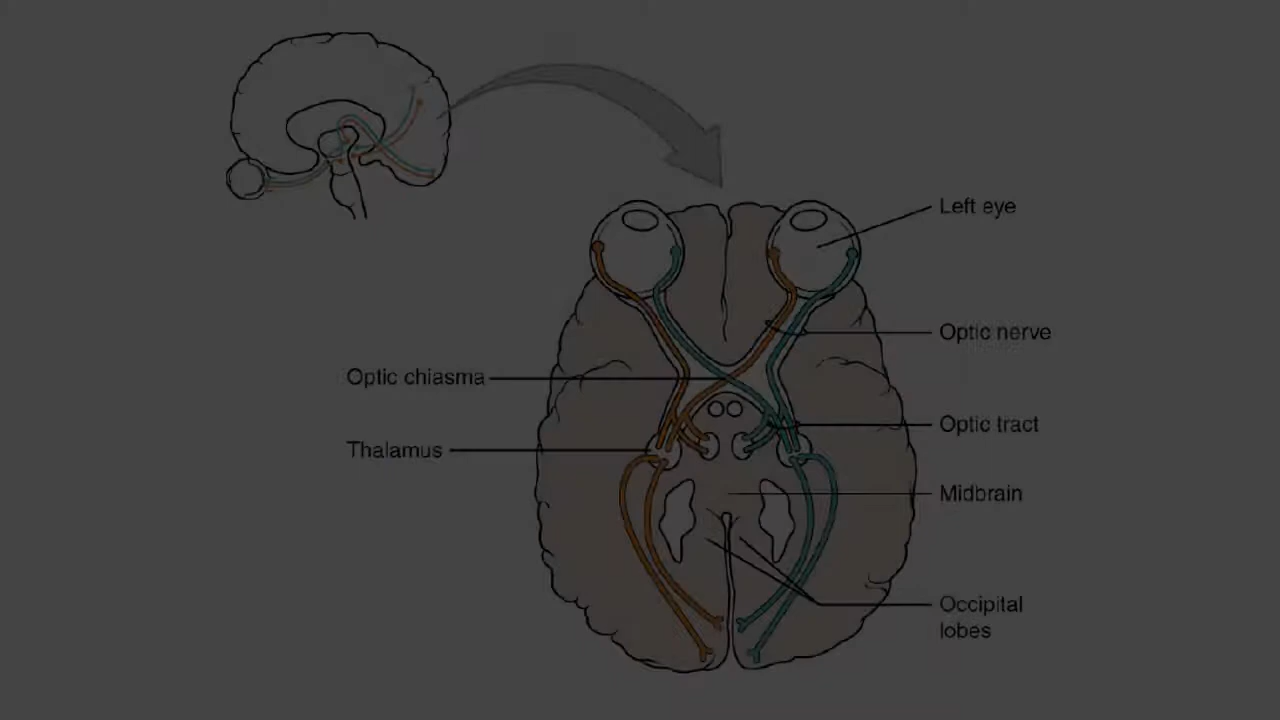 Left eye
Optic nerve
Optic chiasma
Optic tract
Thalamus
Midbrain
Occipital
lobes